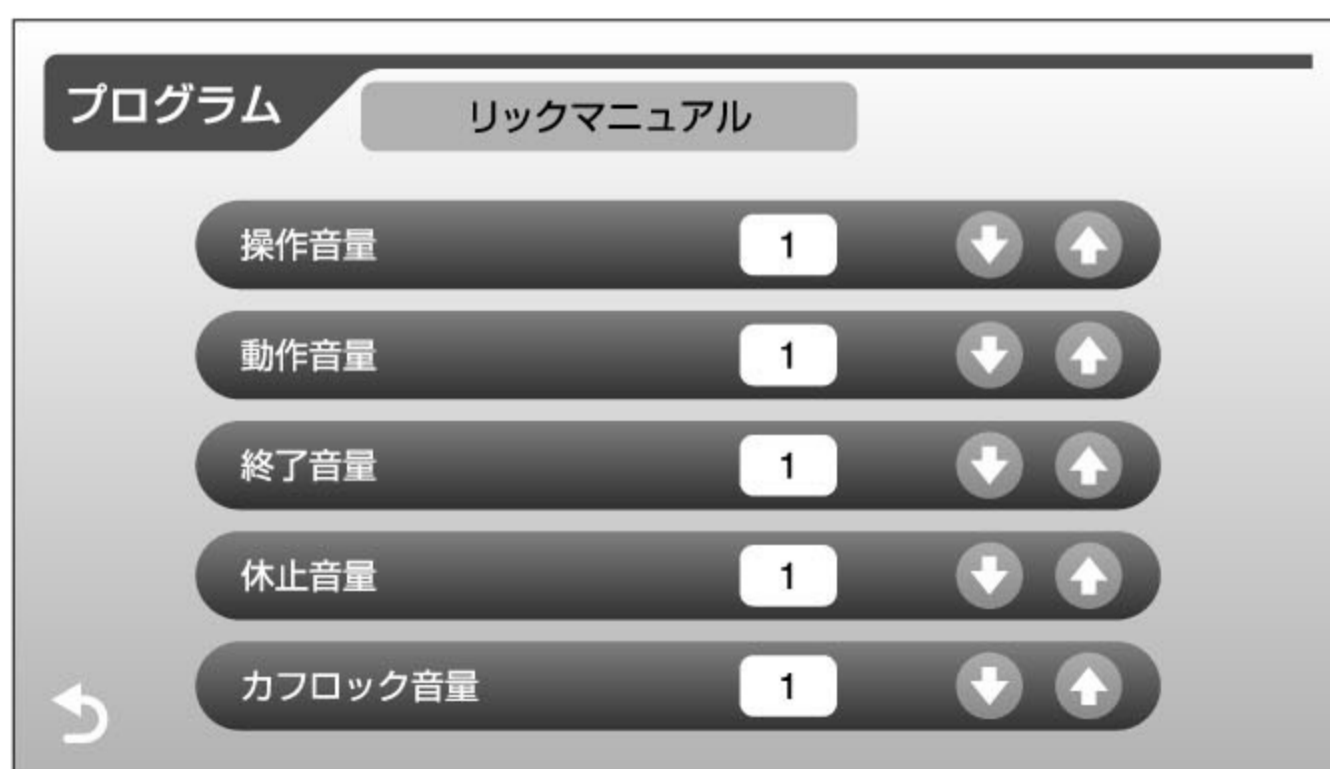 プログラム
リックマニュアル
操作音量 1
動作音量 1
終了音量 1
休止音量 1
カフロック音量 1